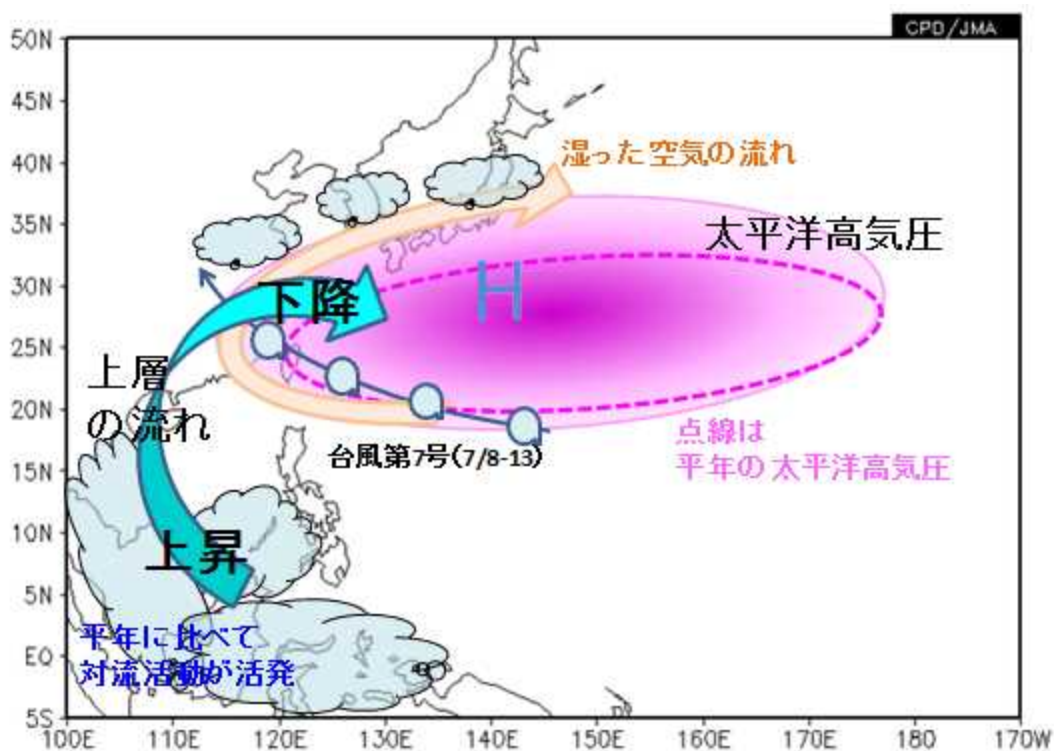 CPD/JMA
50N
45N
40N
35N
30N
25N
20N
15N
10N
5N
EQ
5S
100E 110E 120E 130E 140E 150E 160E 170E 180 170W
湿った空気の流れ
太平洋高気圧
H
下降
上層
の流れ
台風第7号(7/8-13)
点線は
平年の太平洋高気圧
上昇
平年に比べて
対流活動が活発